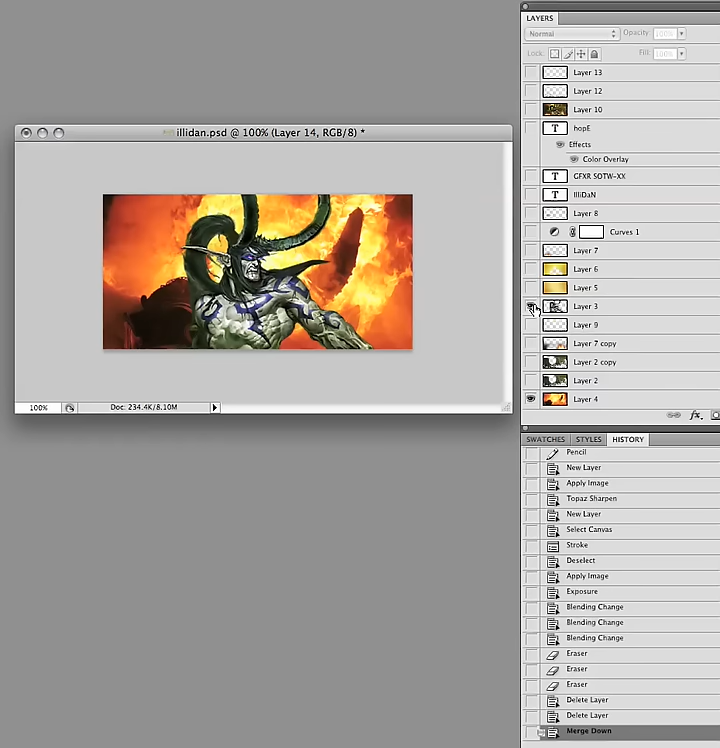 LAYERS
Normal
Opacity: 100%
Lock:
Fill: 100%
Layer 13
Layer 12
Layer 10
T hopE
Effects
Color Overlay
T GFXR SOTW-XX
T IlliDaN
Layer 8
Curves 1
Layer 7
Layer 6
Layer 5
Layer 3
Layer 9
Layer 7 copy
Layer 2 copy
Layer 2
Layer 4
fx.
illidan.psd @ 100% (Layer 14, RGB/8) *
100%
Doc: 234.4K/8.10M
SWATCHES STYLES HISTORY
Pencil
New Layer
Apply Image
Topaz Sharpen
New Layer
Select Canvas
Stroke
Deselect
Apply Image
Exposure
Blending Change
Blending Change
Blending Change
Eraser
Eraser
Eraser
Delete Layer
Delete Layer
Merge Down